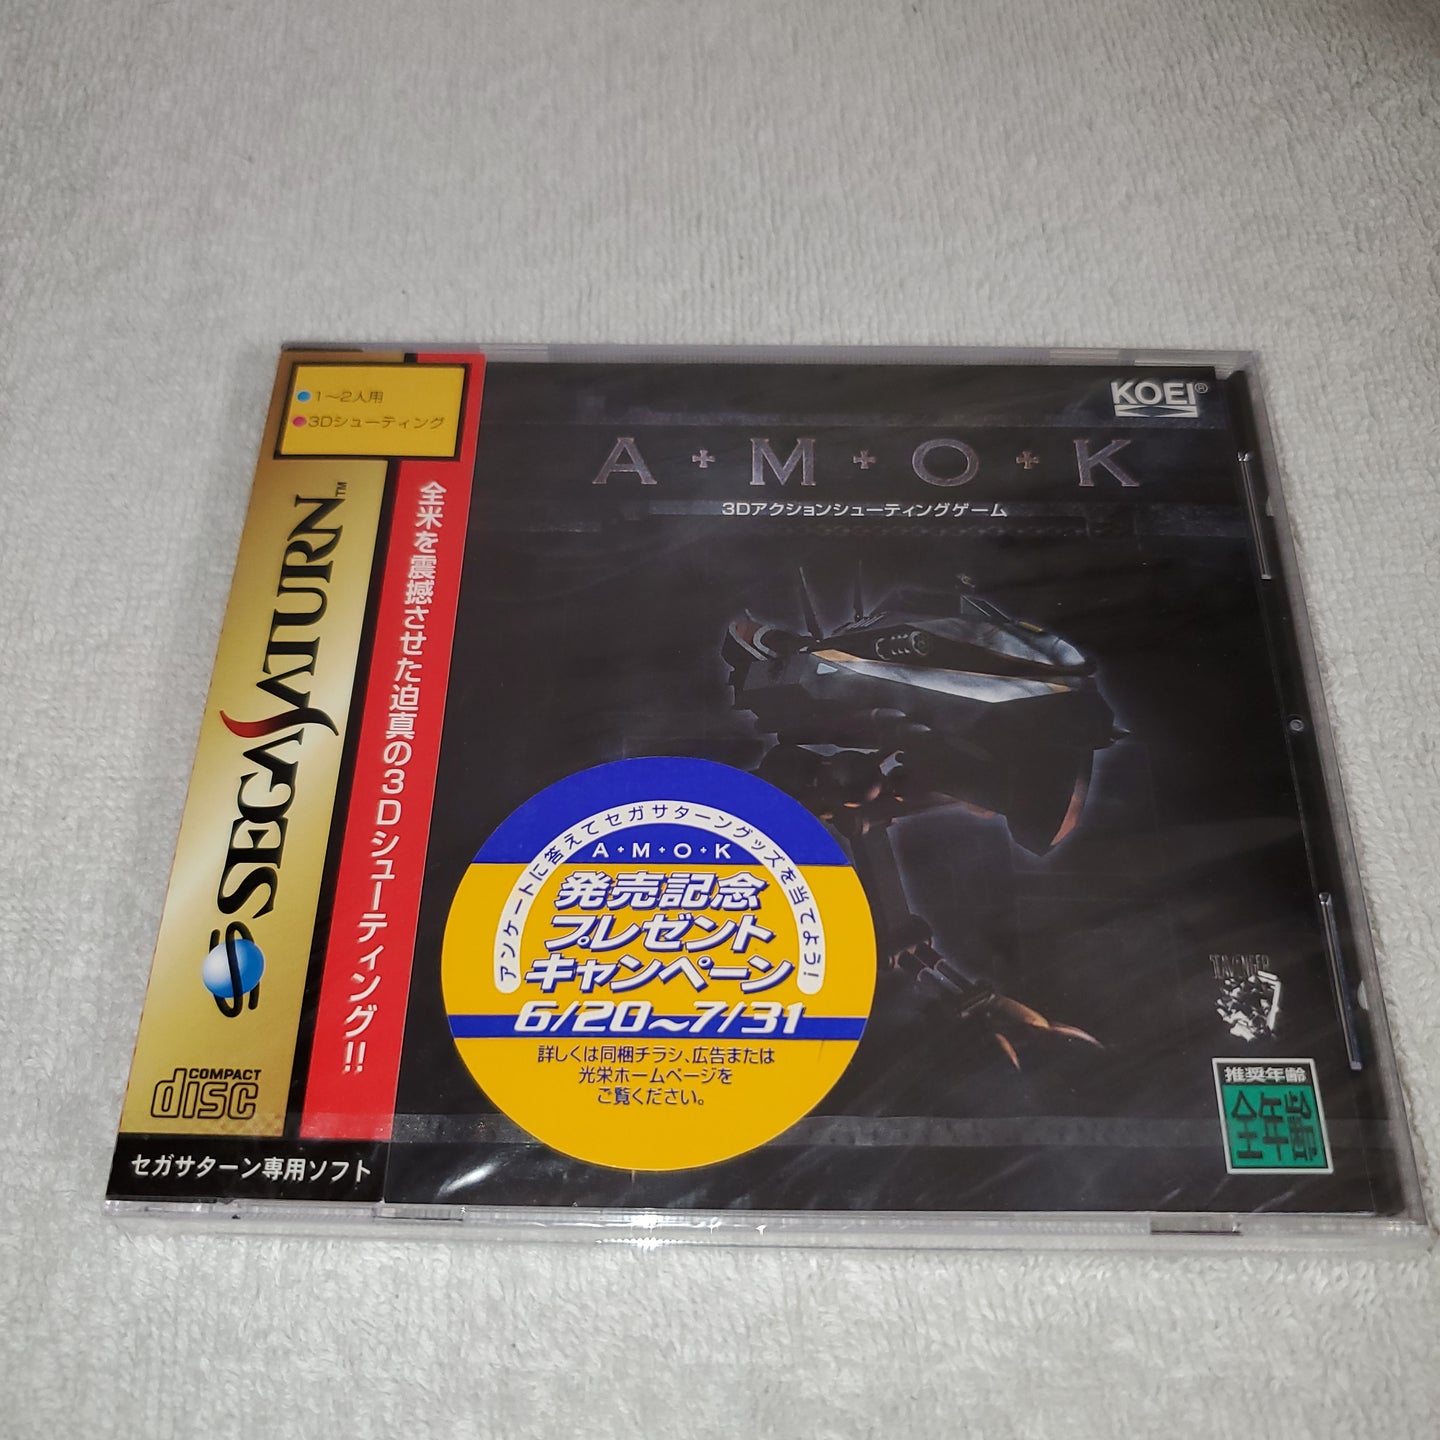 1〜2人用
3Dシューティング
SEGA SATURN™
COMPACT
disc
セガサターン専用ソフト
全米を震撼させた迫真の3Dシューティング!!
KOEI®
A+M+O+K
3Dアクションシューティングゲーム
アンケートに答えてセガサターングッズを当てよう!
A+M+O+K
発売記念
プレゼント
キャンペーン
6/20〜7/31
詳しくは同梱チラシ、広告または
光栄ホームページを
ご覧ください。
推奨年齢
全年齢